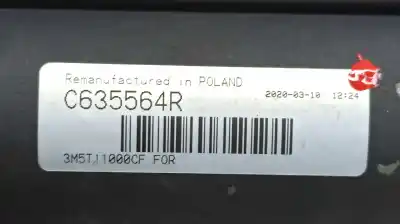 Remanufactured in POLAND
C635564R
2020-03-10 12:24
3M5T11000CF FOR